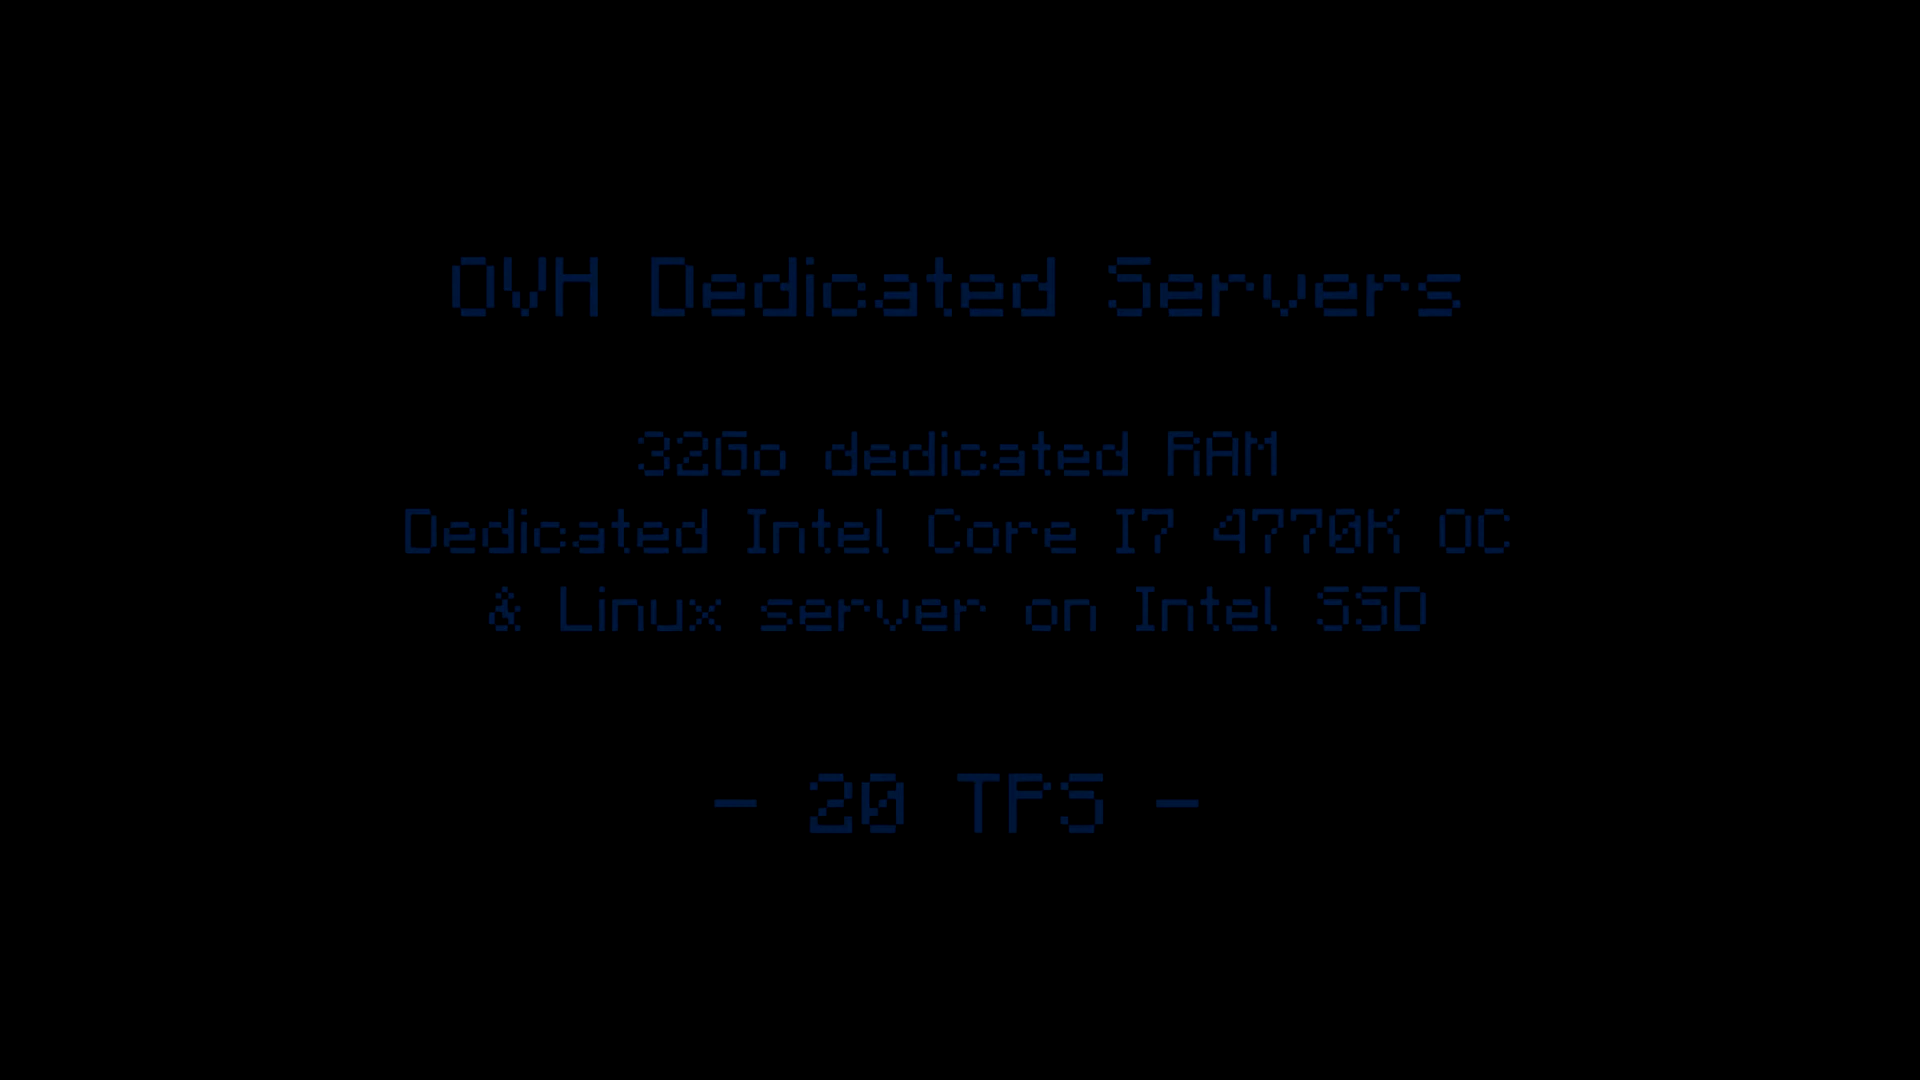 OVH Dedicated Servers
32Go dedicated RAM
Dedicated Intel Core I7 4770K OC
& Linux server on Intel SSD
- 20 TPS -